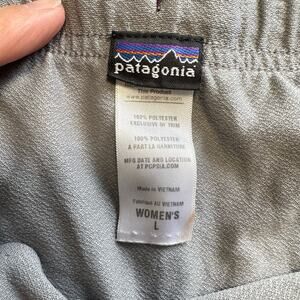 patagonia
This Product
www.patagonia.com
100% POLYESTER
EXCLUSIVE OF TRIM
100% POLYESTER
A PART LA GARNITURE
MFG DATE AND LOCATION
AT PCPSIA.COM
Made in VIETNAM
Fabriqué au VIETNAM
WOMEN'S
L